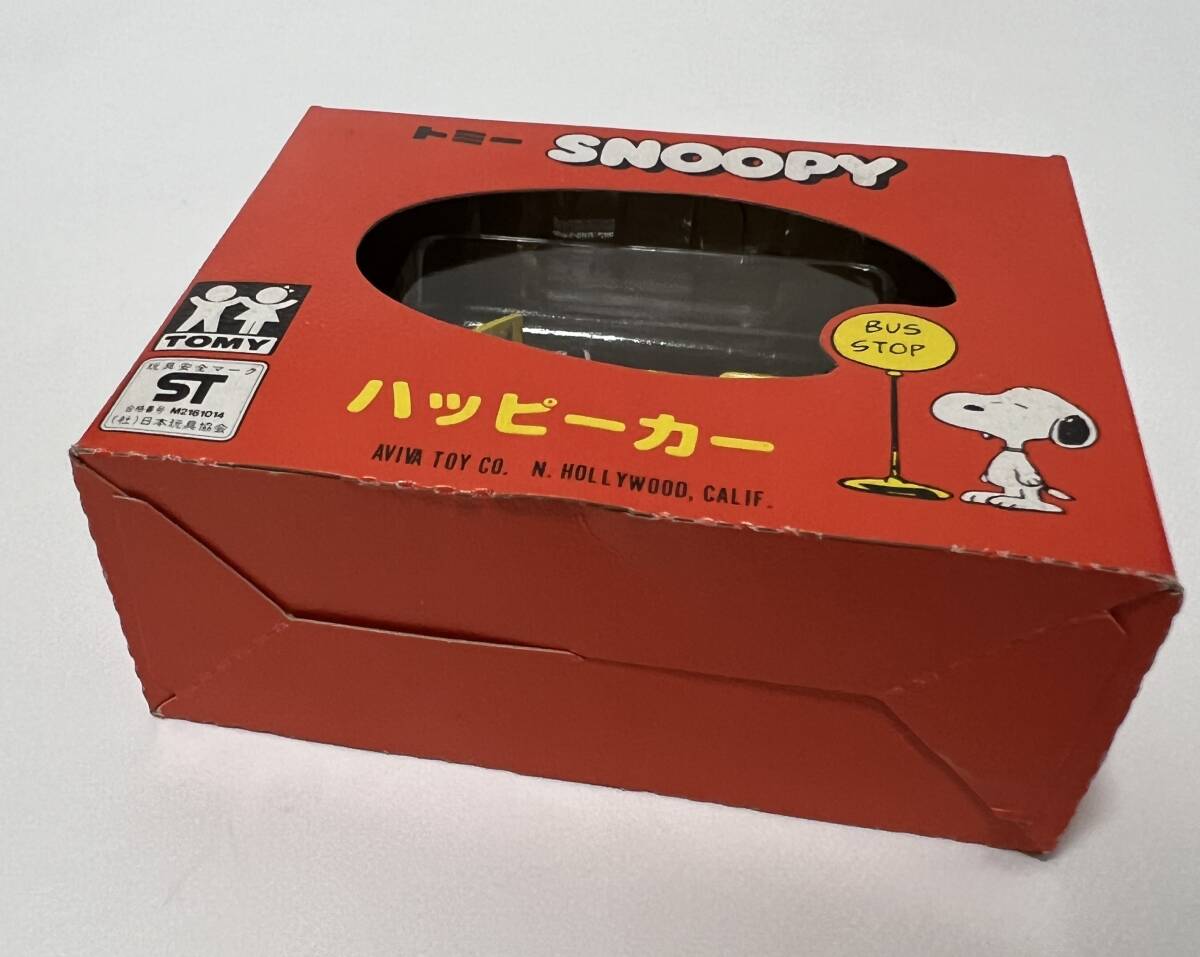 トミー SNOOPY
BUS
STOP
TOMY
玩具安全マーク
ST
合格番号 M2161014
(社)日本玩具協会
ハッピーカー
AVIVA TOY CO. N. HOLLYWOOD, CALIF.